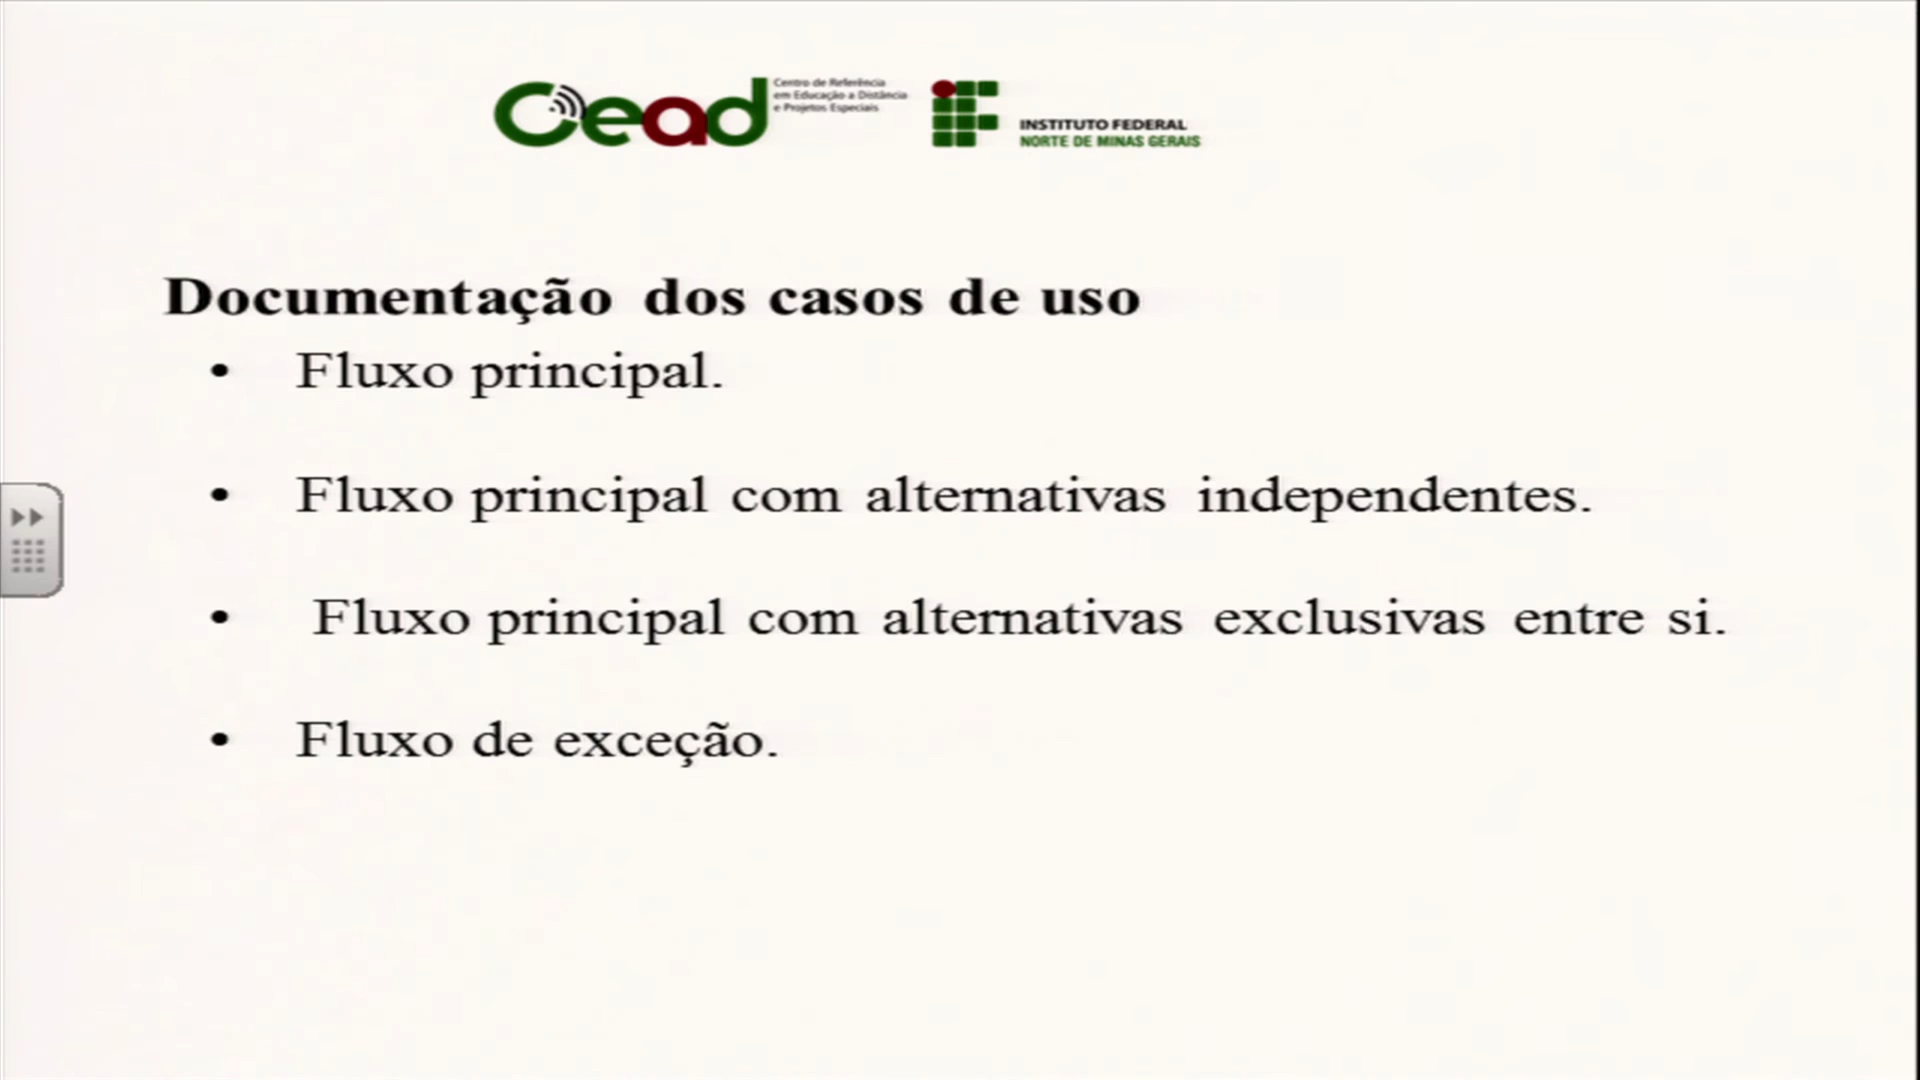 Cead
Centro de Referência
em Educação a Distância
e Projetos Especiais
INSTITUTO FEDERAL
NORTE DE MINAS GERAIS
Documentação dos casos de uso
• Fluxo principal.
• Fluxo principal com alternativas independentes.
• Fluxo principal com alternativas exclusivas entre si.
• Fluxo de exceção.